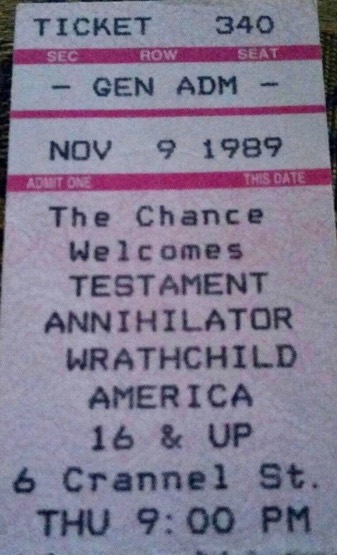 TICKET 340
SEC ROW SEAT
- GEN ADM -
NOV 9 1989
ADMIT ONE THIS DATE
The Chance
Welcomes
TESTAMENT
ANNIHILATOR
WRATHCHILD
AMERICA
16 & UP
6 Crannel St.
THU 9:00 PM